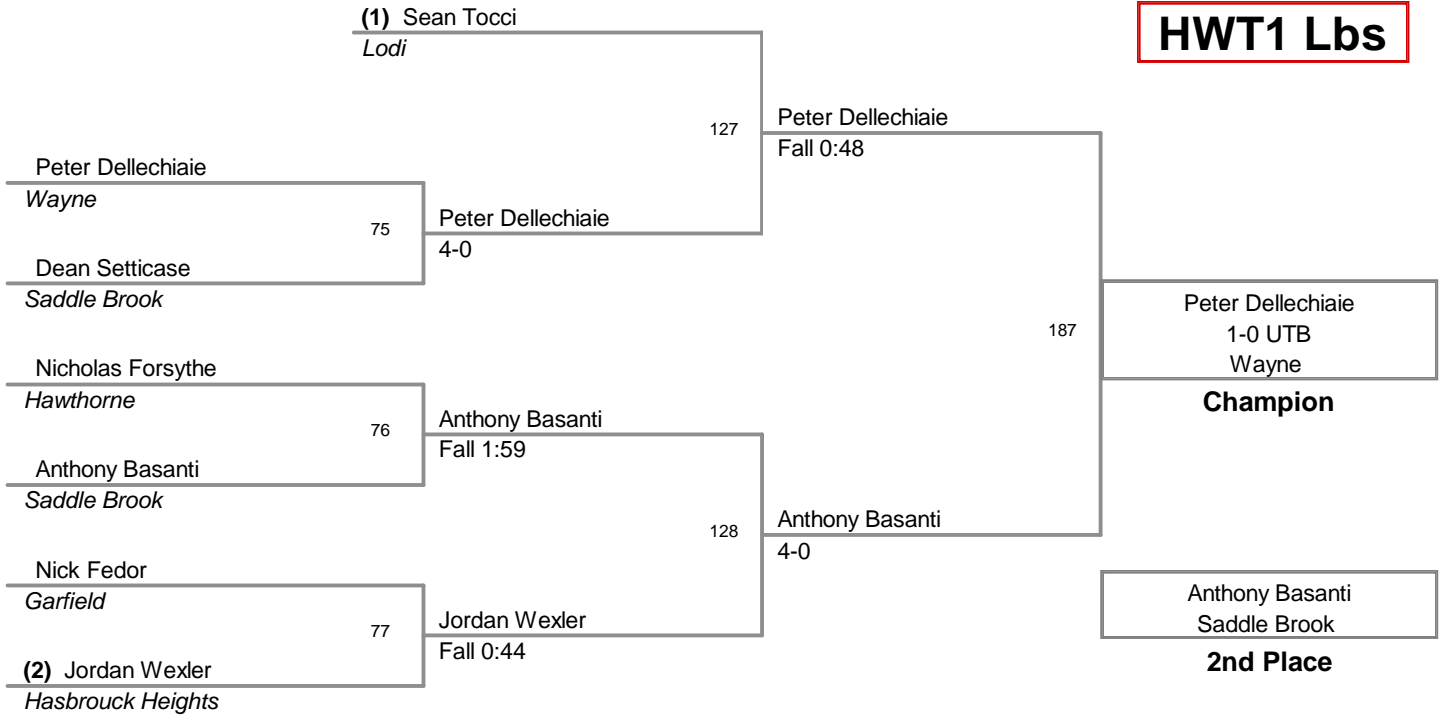 (1) Sean Tocci
Lodi
HWT1 Lbs
127
Peter Dellechiaie
Fall 0:48
Peter Dellechiaie
Wayne
75
Peter Dellechiaie
4-0
Dean Setticase
Saddle Brook
187
Peter Dellechiaie
1-0 UTB
Wayne
Champion
Nicholas Forsythe
Hawthorne
76
Anthony Basanti
Fall 1:59
Anthony Basanti
Saddle Brook
128
Anthony Basanti
4-0
Nick Fedor
Garfield
77
Jordan Wexler
Fall 0:44
(2) Jordan Wexler
Hasbrouck Heights
Anthony Basanti
Saddle Brook
2nd Place